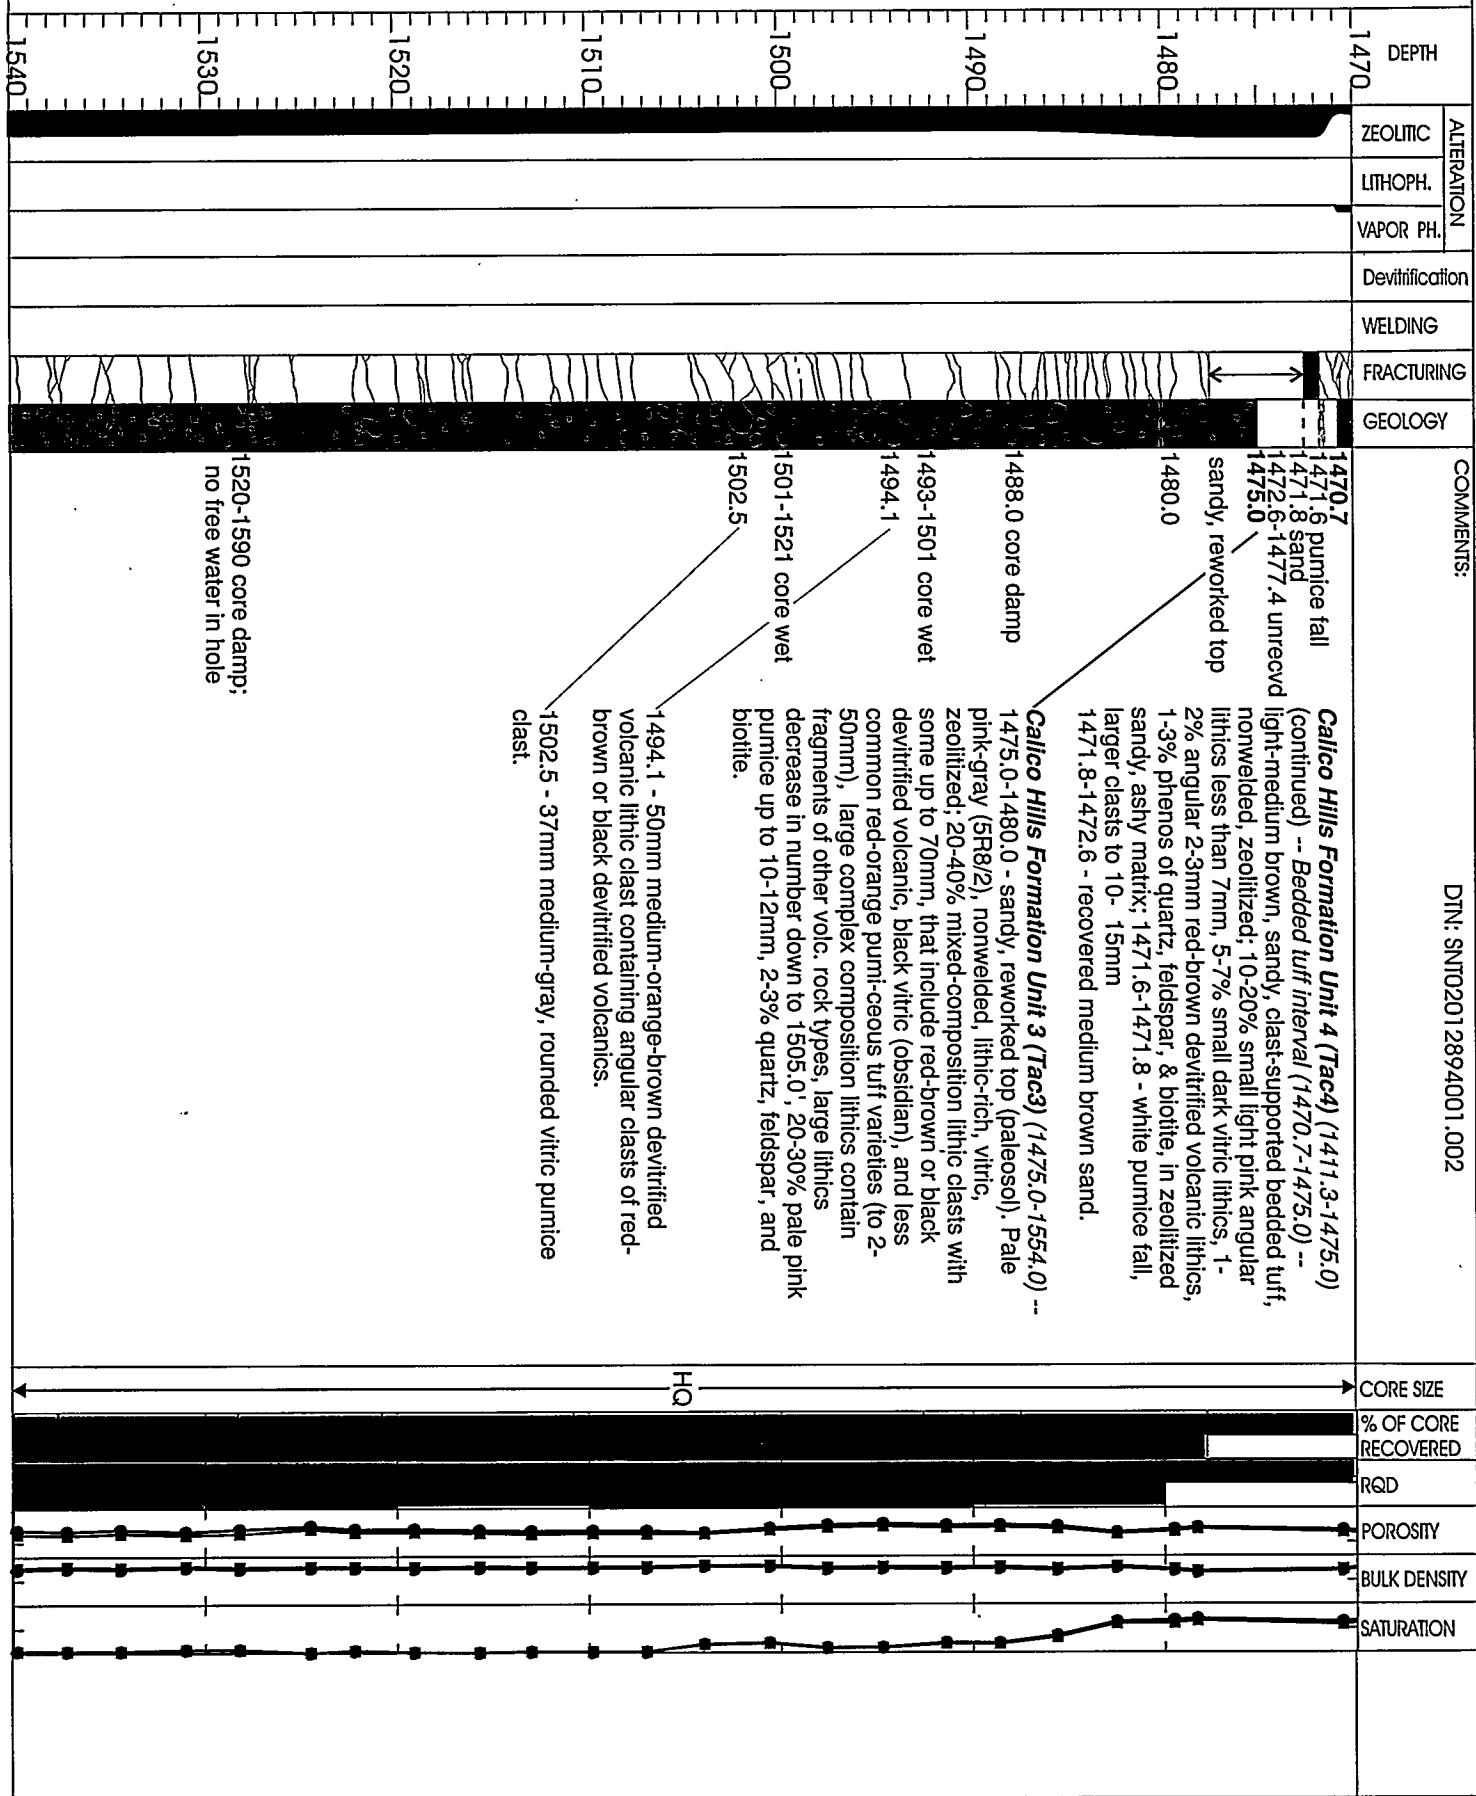 DTN: SNT02012894001.002
DEPTH
ALTERATION
ZEOLITIC
LITHOPH.
VAPOR PH.
Devitrification
WELDING
FRACTURING
GEOLOGY
COMMENTS:
CORE SIZE
% OF CORE
RECOVERED
RQD
POROSITY
BULK DENSITY
SATURATION
1470
1480
1490
1500
1510
1520
1530
1540
1470.7
1471.6 pumice fall
1471.8 sand
1472.6-1477.4 unrecvd
1475.0
sandy, reworked top
1480.0
1488.0 core damp
1493-1501 core wet
1494.1
1501-1521 core wet
1502.5
1520-1590 core damp;
no free water in hole
Calico Hills Formation Unit 4 (Tac4) (1411.3-1475.0)
(continued) -- Bedded tuff interval (1470.7-1475.0) --
light-medium brown, sandy, clast-supported bedded tuff,
nonwelded, zeolitized; 10-20% small light pink angular
lithics less than 7mm, 5-7% small dark vitric lithics, 1-
2% angular 2-3mm red-brown devitrified volcanic lithics,
1-3% phenos of quartz, feldspar, & biotite, in zeolitized
sandy, ashy matrix; 1471.6-1471.8 - white pumice fall,
larger clasts to 10- 15mm
1471.8-1472.6 - recovered medium brown sand.
Calico Hills Formation Unit 3 (Tac3) (1475.0-1554.0) --
1475.0-1480.0 - sandy, reworked top (paleosol). Pale
pink-gray (5R8/2), nonwelded, lithic-rich, vitric,
zeolitized; 20-40% mixed-composition lithic clasts with
some up to 70mm, that include red-brown or black
devitrified volcanic, black vitric (obsidian), and less
common red-orange pumi-ceous tuff varieties (to 2-
50mm), large complex composition lithics contain
fragments of other volc. rock types, large lithics
decrease in number down to 1505.0', 20-30% pale pink
pumice up to 10-12mm, 2-3% quartz, feldspar, and
biotite.
1494.1 - 50mm medium-orange-brown devitrified
volcanic lithic clast containing angular clasts of red-
brown or black devitrified volcanics.
1502.5 - 37mm medium-gray, rounded vitric pumice
clast.
HQ